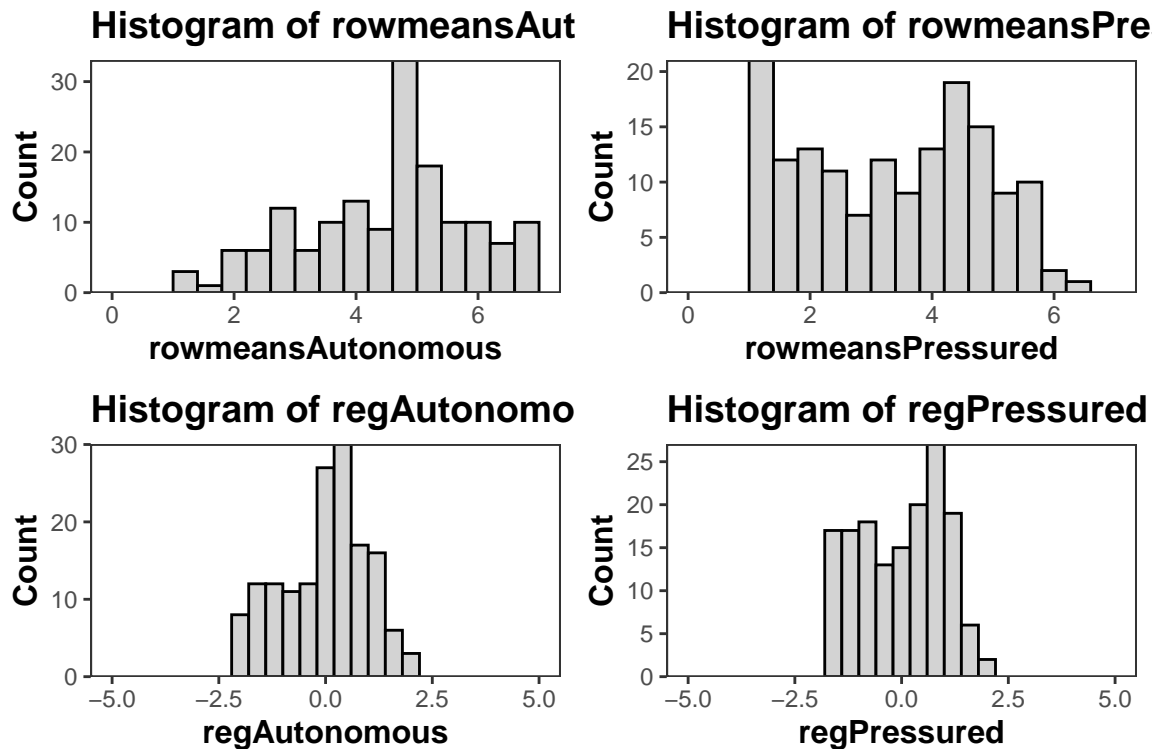 Histogram of rowmeansAut
Count
30
20
10
0
0 2 4 6
rowmeansAutonomous
Histogram of rowmeansPre
Count
20
15
10
5
0
0 2 4 6
rowmeansPressured
Histogram of regAutonomo
Count
30
20
10
0
−5.0 −2.5 0.0 2.5 5.0
regAutonomous
Histogram of regPressured
Count
25
20
15
10
5
0
−5.0 −2.5 0.0 2.5 5.0
regPressured